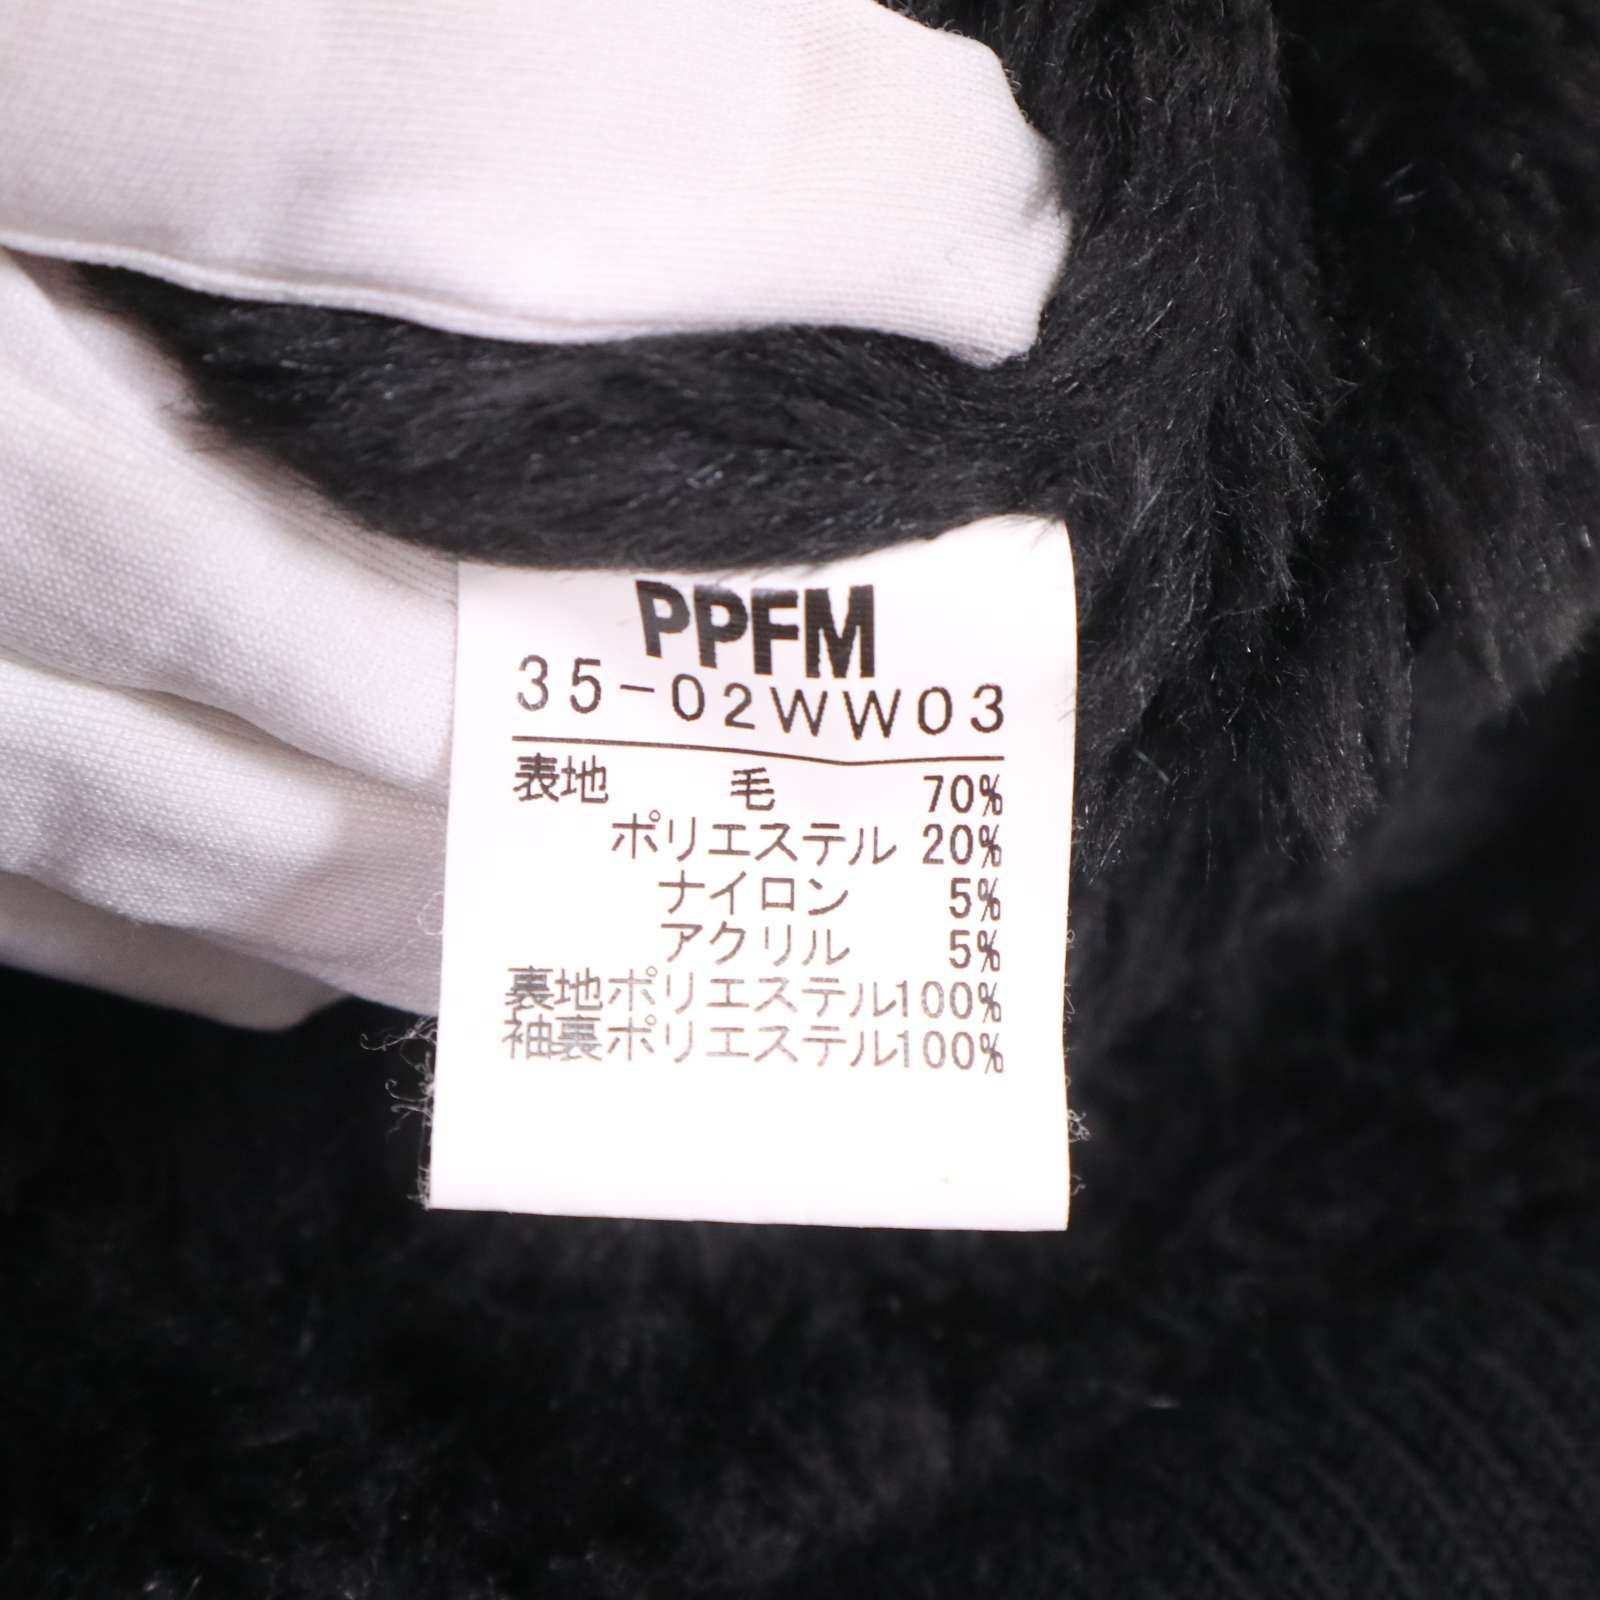 PPFM
35-02WW03
表地 毛 70%
ポリエステル 20%
ナイロン 5%
アクリル 5%
裏地ポリエステル100%
袖裏ポリエステル100%